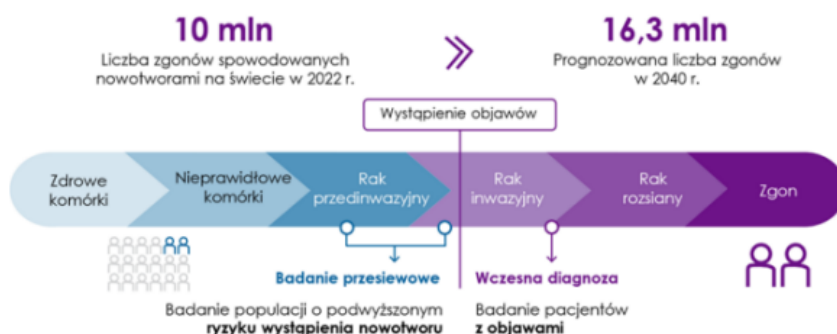 10 mln
Liczba zgonów spowodowanych
nowotworami na świecie w 2022 r.
16,3 mln
Prognozowana liczba zgonów
w 2040 r.
Wystąpienie objawów
Zdrowe
komórki
Nieprawidłowe
komórki
Rak
przedinwazyjny
Rak
inwazyjny
Rak
rozsiany
Zgon
Badanie przesiewowe
Badanie populacji o podwyższonym
ryzyku wystąpienia nowotworu
Wczesna diagnoza
Badanie pacjentów
z objawami